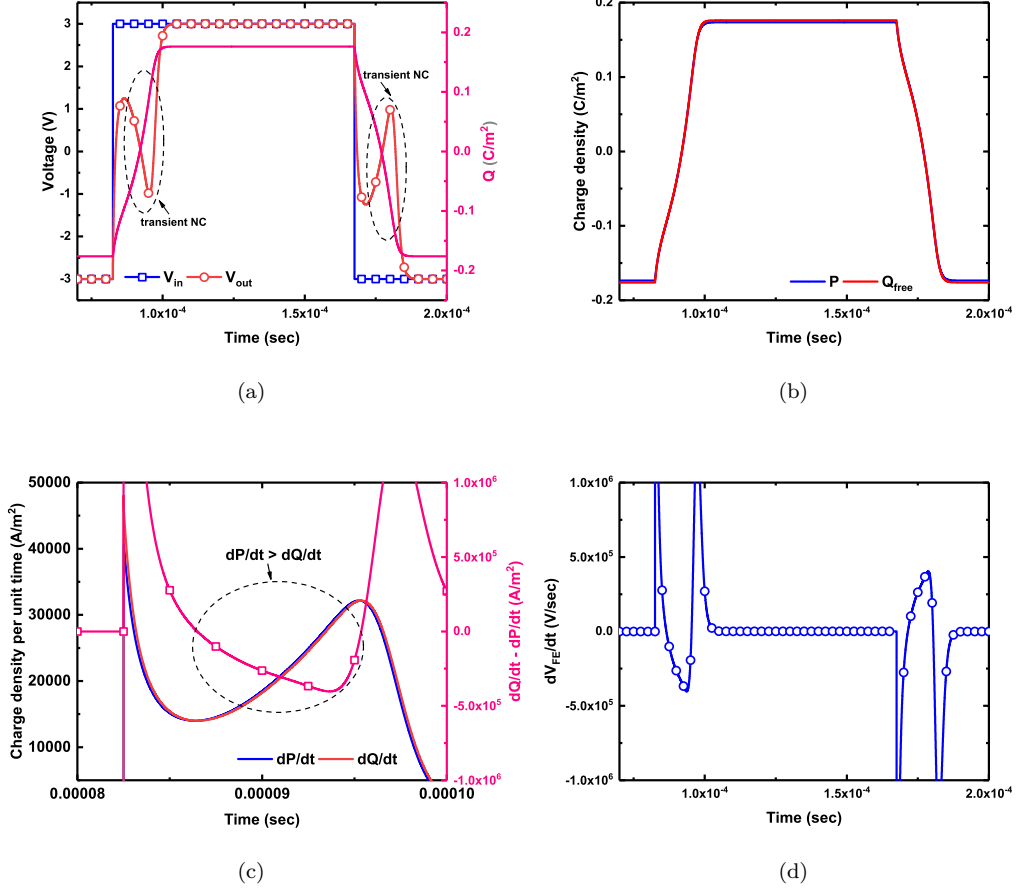 3
2
1
0
-1
-2
-3
Voltage (V)
0.2
0.1
0.0
-0.1
-0.2
Q (C/m²)
transient NC
transient NC
V_in V_out
1.0x10⁻⁴ 1.5x10⁻⁴ 2.0x10⁻⁴
Time (sec)
(a)
0.2
0.1
0.0
-0.1
-0.2
Charge density (C/m²)
P Q_free
1.0x10⁻⁴ 1.5x10⁻⁴ 2.0x10⁻⁴
Time (sec)
(b)
50000
40000
30000
20000
10000
Charge density per unit time (A/m²)
1.0x10⁶
5.0x10⁵
0.0
-5.0x10⁵
-1.0x10⁶
dQ/dt - dP/dt (A/m²)
dP/dt > dQ/dt
dP/dt dQ/dt
0.00008 0.00009 0.00010
Time (sec)
(c)
1.0x10⁶
5.0x10⁵
0.0
-5.0x10⁵
-1.0x10⁶
dV_FE/dt (V/sec)
1.0x10⁻⁴ 1.5x10⁻⁴ 2.0x10⁻⁴
Time (sec)
(d)